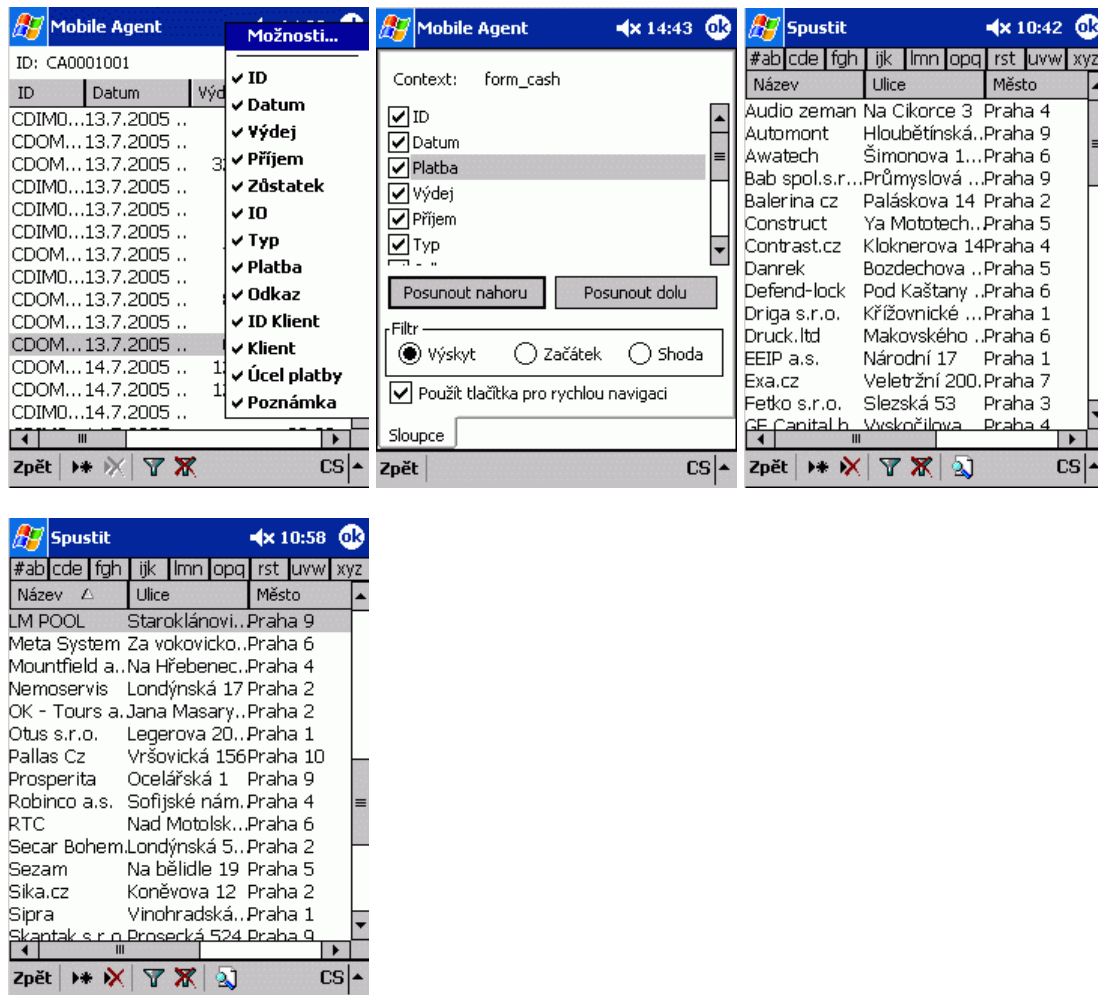 Mobile Agent
Možnosti...
ID: CA0001001
ID Datum Výd
CDIM0...13.7.2005 ..
CDOM...13.7.2005 ..
CDOM...13.7.2005 ..
CDIM0...13.7.2005 ..
CDIM0...13.7.2005 ..
CDIM0...13.7.2005 ..
CDOM...13.7.2005 ..
CDIM0...13.7.2005 ..
CDOM...13.7.2005 ..
CDOM...13.7.2005 ..
CDOM...13.7.2005 ..
CDOM...14.7.2005 ..
CDOM...14.7.2005 ..
CDIM0...14.7.2005 ..
ID
Datum
Výdej
Příjem
Zůstatek
IO
Typ
Platba
Odkaz
ID Klient
Klient
Účel platby
Poznámka
Zpět CS
Mobile Agent 14:43 ok
Context: form_cash
ID
Datum
Platba
Výdej
Příjem
Typ
Posunout nahoru Posunout dolu
Filtr
Výskyt Začátek Shoda
Použít tlačítka pro rychlou navigaci
Sloupce
Zpět CS
Spustit 10:42 ok
#ab cde fgh ijk lmn opq rst uvw xyz
Název Ulice Město
Audio zeman Na Cikorce 3 Praha 4
Automont Hloubětínská..Praha 9
Awatech Šimonova 1...Praha 6
Bab spol.s.r...Průmyslová ...Praha 9
Balerina cz Paláskova 14 Praha 2
Construct Ya Mototech..Praha 5
Contrast.cz Kloknerova 14Praha 4
Danrek Bozdechova ..Praha 5
Defend-lock Pod Kaštany ..Praha 6
Driga s.r.o. Křížovnické ...Praha 1
Druck.ltd Makovského ..Praha 6
EEIP a.s. Národní 17 Praha 1
Exa.cz Veletržní 200.Praha 7
Fetko s.r.o. Slezská 53 Praha 3
GE Capital b Vyskočilova Praha 4
Zpět CS
Spustit 10:58 ok
#ab cde fgh ijk lmn opq rst uvw xyz
Název Ulice Město
LM POOL Staroklánovi..Praha 9
Meta System Za vokovicko..Praha 6
Mountfield a..Na Hřebenec..Praha 4
Nemoservis Londýnská 17 Praha 2
OK - Tours a.Jana Masary..Praha 2
Otus s.r.o. Legerova 20..Praha 1
Pallas Cz Vršovická 156Praha 10
Prosperita Ocelářská 1 Praha 9
Robinco a.s. Sofijské nám.Praha 4
RTC Nad Motolsk...Praha 6
Secar Bohem.Londýnská 5..Praha 2
Sezam Na bělidle 19 Praha 5
Sika.cz Koněvova 12 Praha 2
Sipra Vinohradská..Praha 1
Skantak s.r.o Prosecká 524 Praha 9
Zpět CS